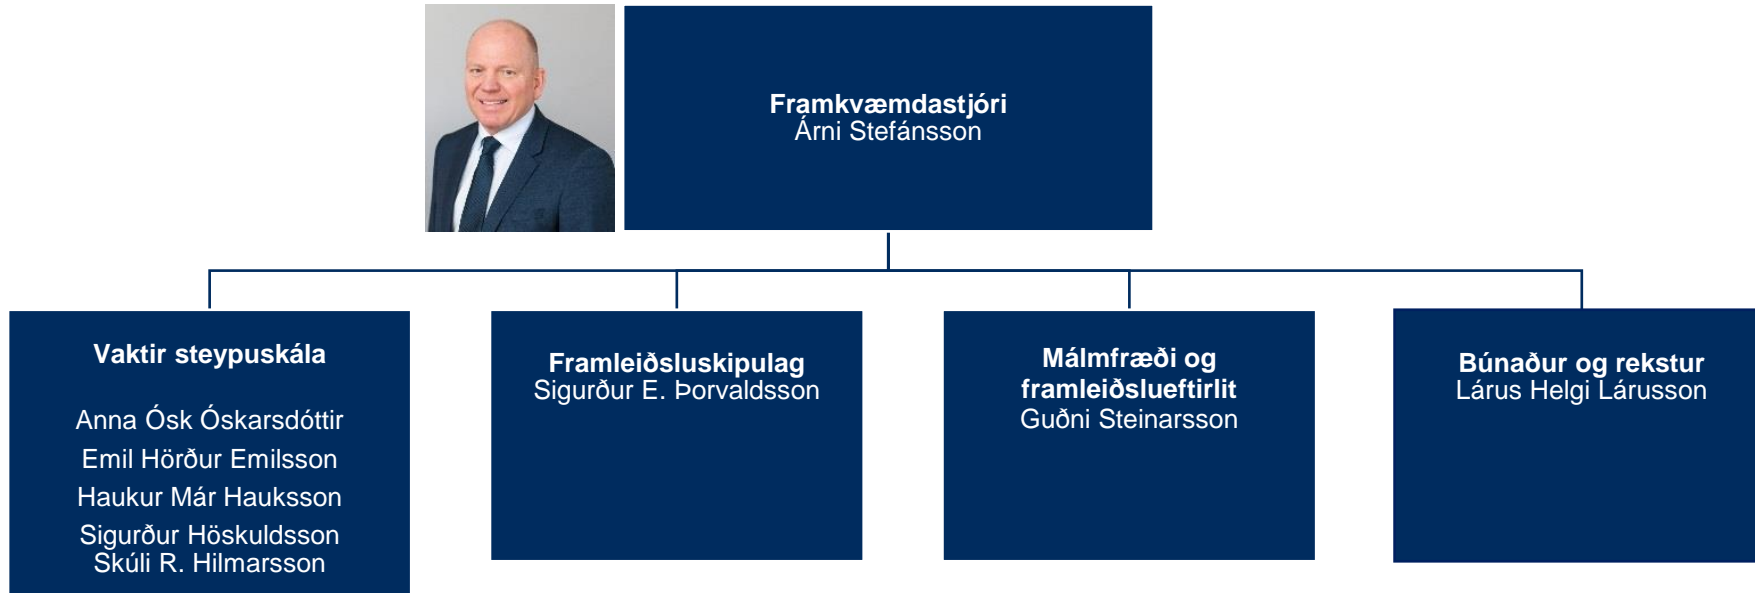 Framkvæmdastjóri
Árni Stefánsson
Vaktir steypuskála
Anna Ósk Óskarsdóttir
Emil Hörður Emilsson
Haukur Már Hauksson
Sigurður Höskuldsson
Skúli R. Hilmarsson
Framleiðsluskipulag
Sigurður E. Þorvaldsson
Málmfræði og
framleiðslueftirlit
Guðni Steinarsson
Búnaður og rekstur
Lárus Helgi Lárusson